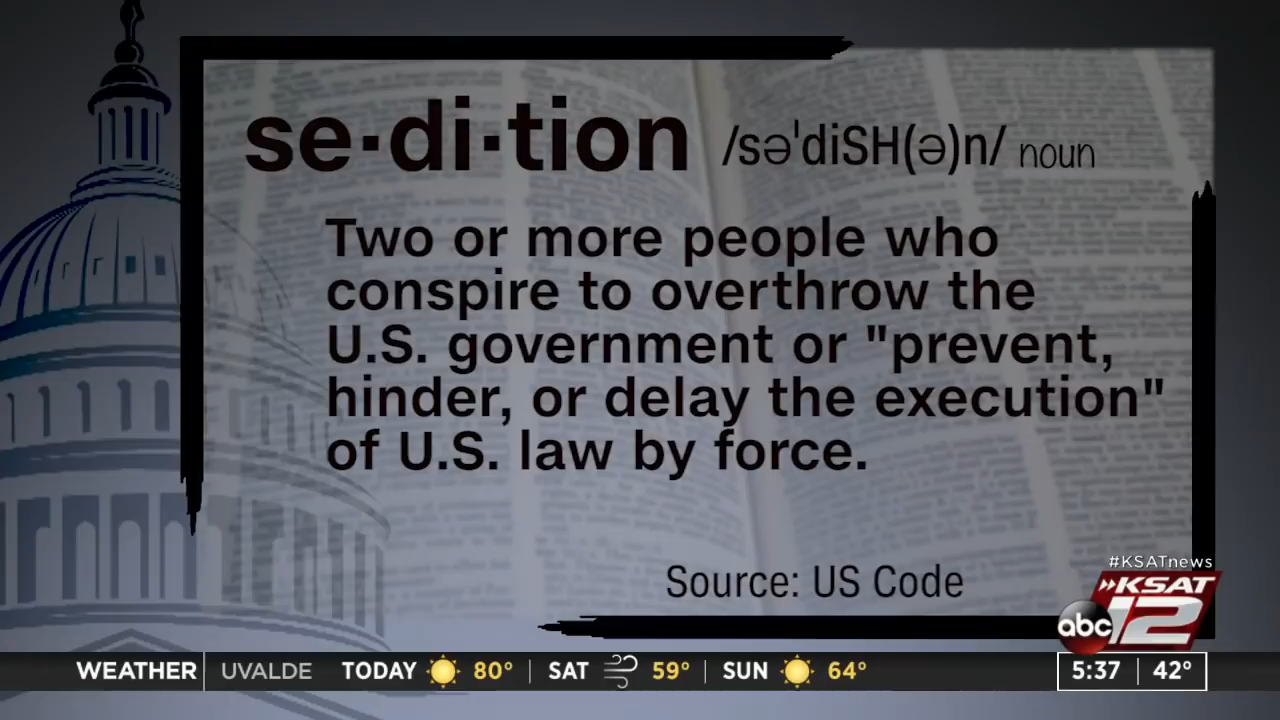 se·di·tion /səˈdiSH(ə)n/ noun
Two or more people who
conspire to overthrow the
U.S. government or "prevent,
hinder, or delay the execution"
of U.S. law by force.
Source: US Code
#KSATnews
KSAT
abc 12
WEATHER UVALDE TODAY 80° SAT 59° SUN 64° 5:37 42°